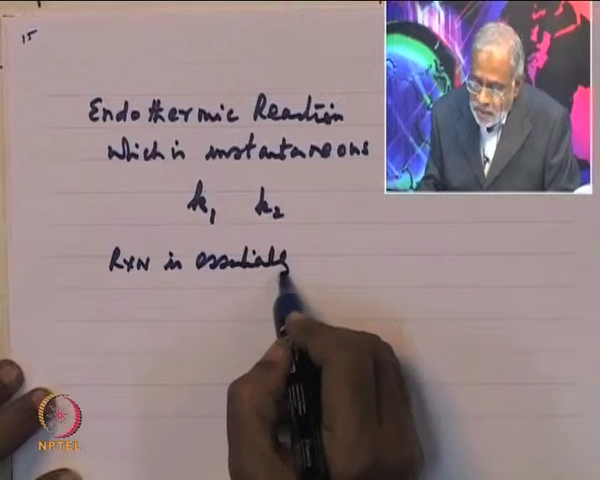 15
Endothermic Reaction
which is instantaneous
k1 k2
RXN is essentially
NPTEL